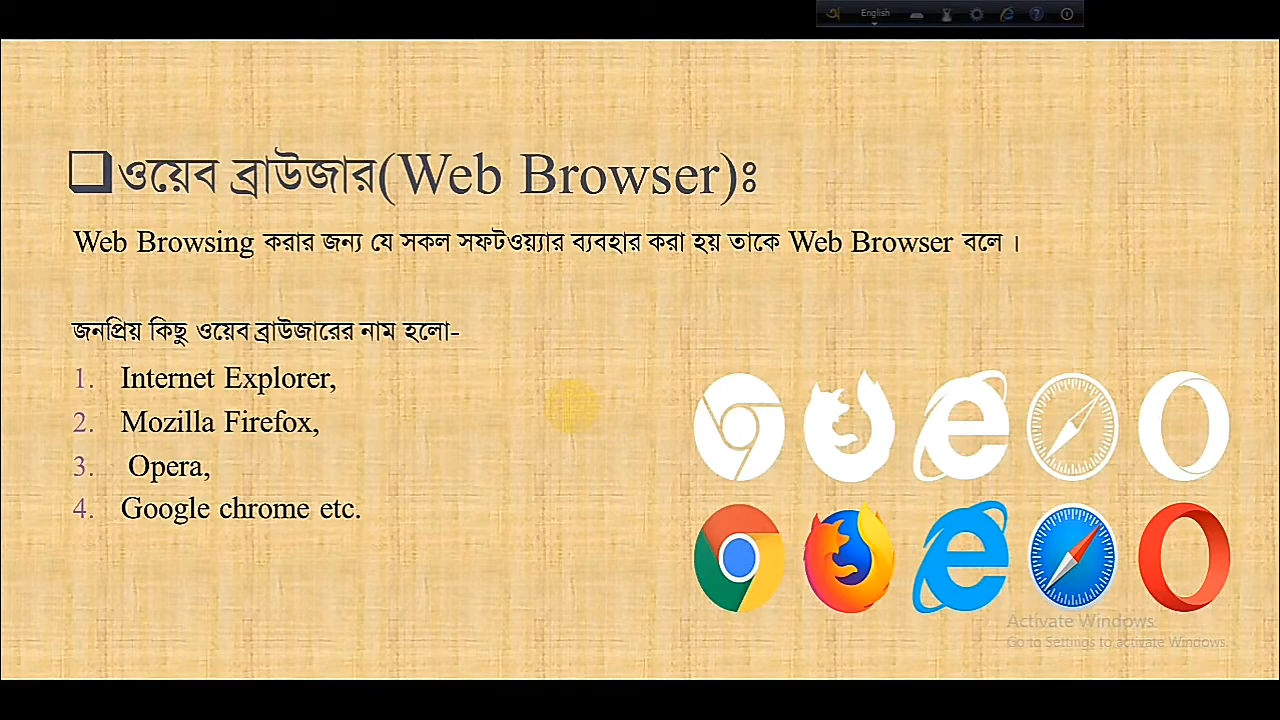 English
❑ওয়েব ব্রাউজার(Web Browser)ঃ
Web Browsing করার জন্য যে সকল সফটওয়্যার ব্যবহার করা হয় তাকে Web Browser বলে ।
জনপ্রিয় কিছু ওয়েব ব্রাউজারের নাম হলো-
1. Internet Explorer,
2. Mozilla Firefox,
3. Opera,
4. Google chrome etc.
Activate Windows
Go to Settings to activate Windows.